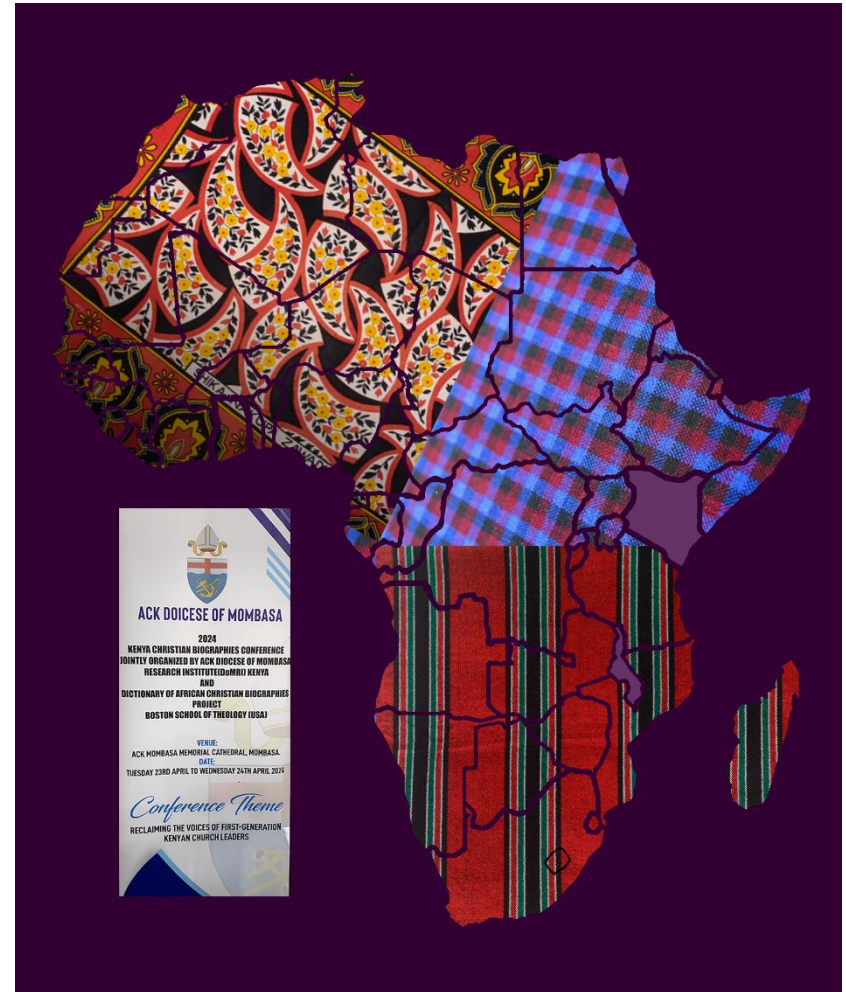 SHIKA
ZAWADI
ACK DOICESE OF MOMBASA
2024
KENYA CHRISTIAN BIOGRAPHIES CONFERENCE
JOINTLY ORGANIZED BY ACK DIOCESE OF MOMBASA
RESEARCH INSTITUTE(DoMRI) KENYA
AND
DICTIONARY OF AFRICAN CHRISTIAN BIOGRAPHIES
PROJECT
BOSTON SCHOOL OF THEOLOGY (USA)
VENUE:
ACK MOMBASA MEMORIAL CATHEDRAL, MOMBASA.
DATE:
TUESDAY 23RD APRIL TO WEDNESDAY 24TH APRIL 2024
Conference Theme
RECLAIMING THE VOICES OF FIRST-GENERATION
KENYAN CHURCH LEADERS